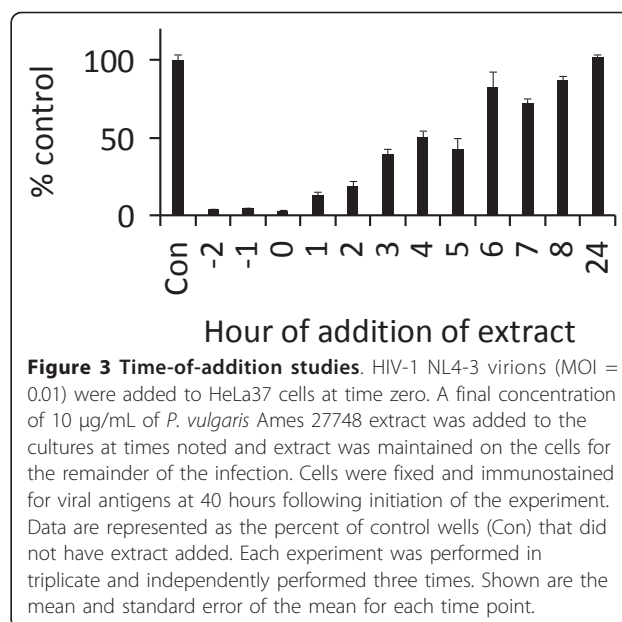 % control
100
50
0
Con -2 -1 0 1 2 3 4 5 6 7 8 24
Hour of addition of extract
Figure 3 Time-of-addition studies. HIV-1 NL4-3 virions (MOI =
0.01) were added to HeLa37 cells at time zero. A final concentration
of 10 μg/mL of P. vulgaris Ames 27748 extract was added to the
cultures at times noted and extract was maintained on the cells for
the remainder of the infection. Cells were fixed and immunostained
for viral antigens at 40 hours following initiation of the experiment.
Data are represented as the percent of control wells (Con) that did
not have extract added. Each experiment was performed in
triplicate and independently performed three times. Shown are the
mean and standard error of the mean for each time point.